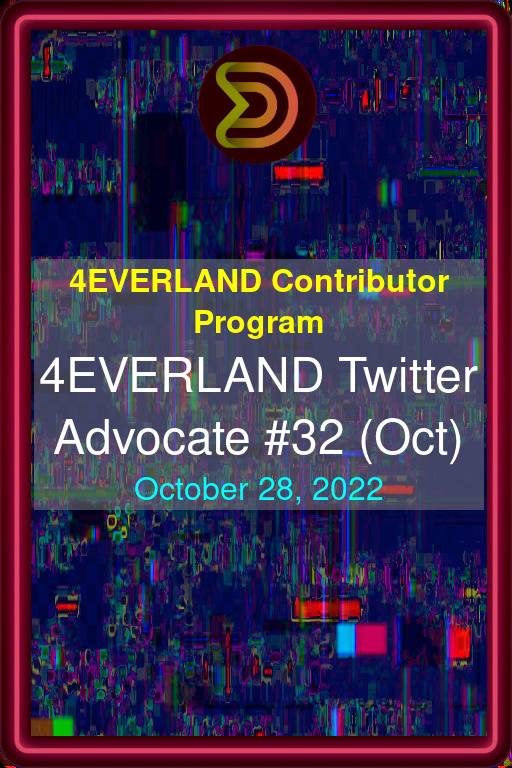 4EVERLAND Contributor
Program
4EVERLAND Twitter
Advocate #32 (Oct)
October 28, 2022